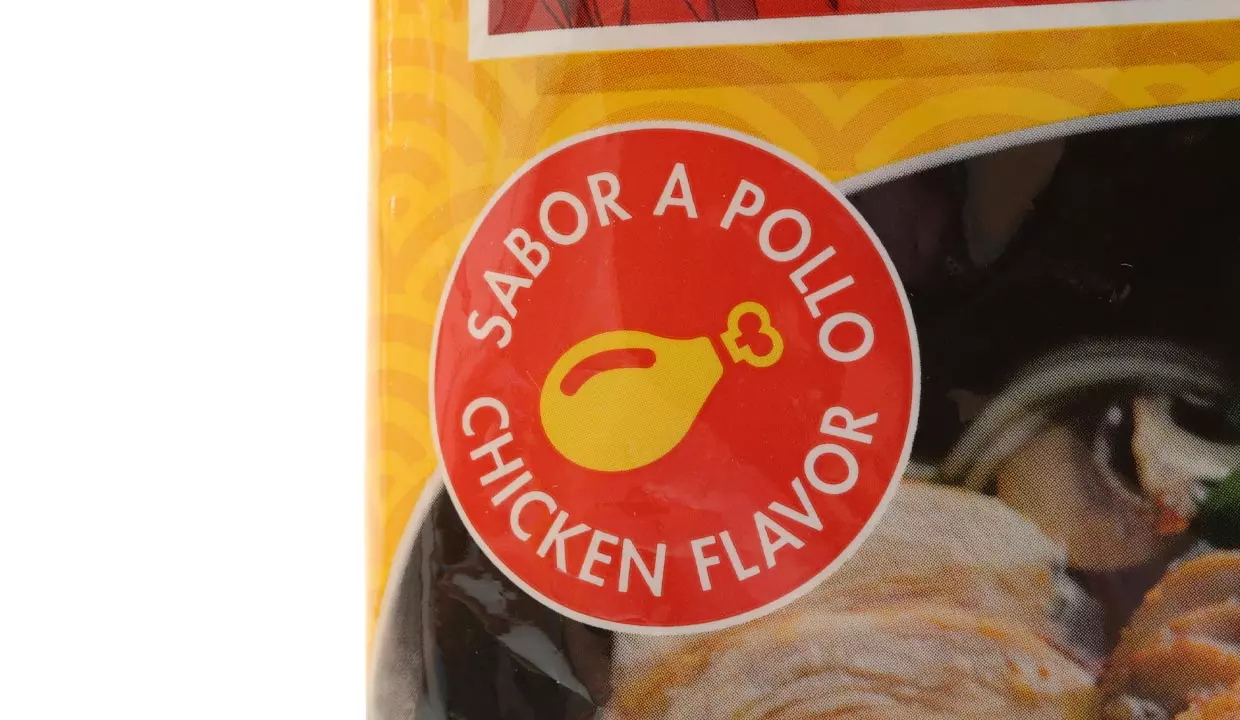 SABOR A POLLO
CHICKEN FLAVOR